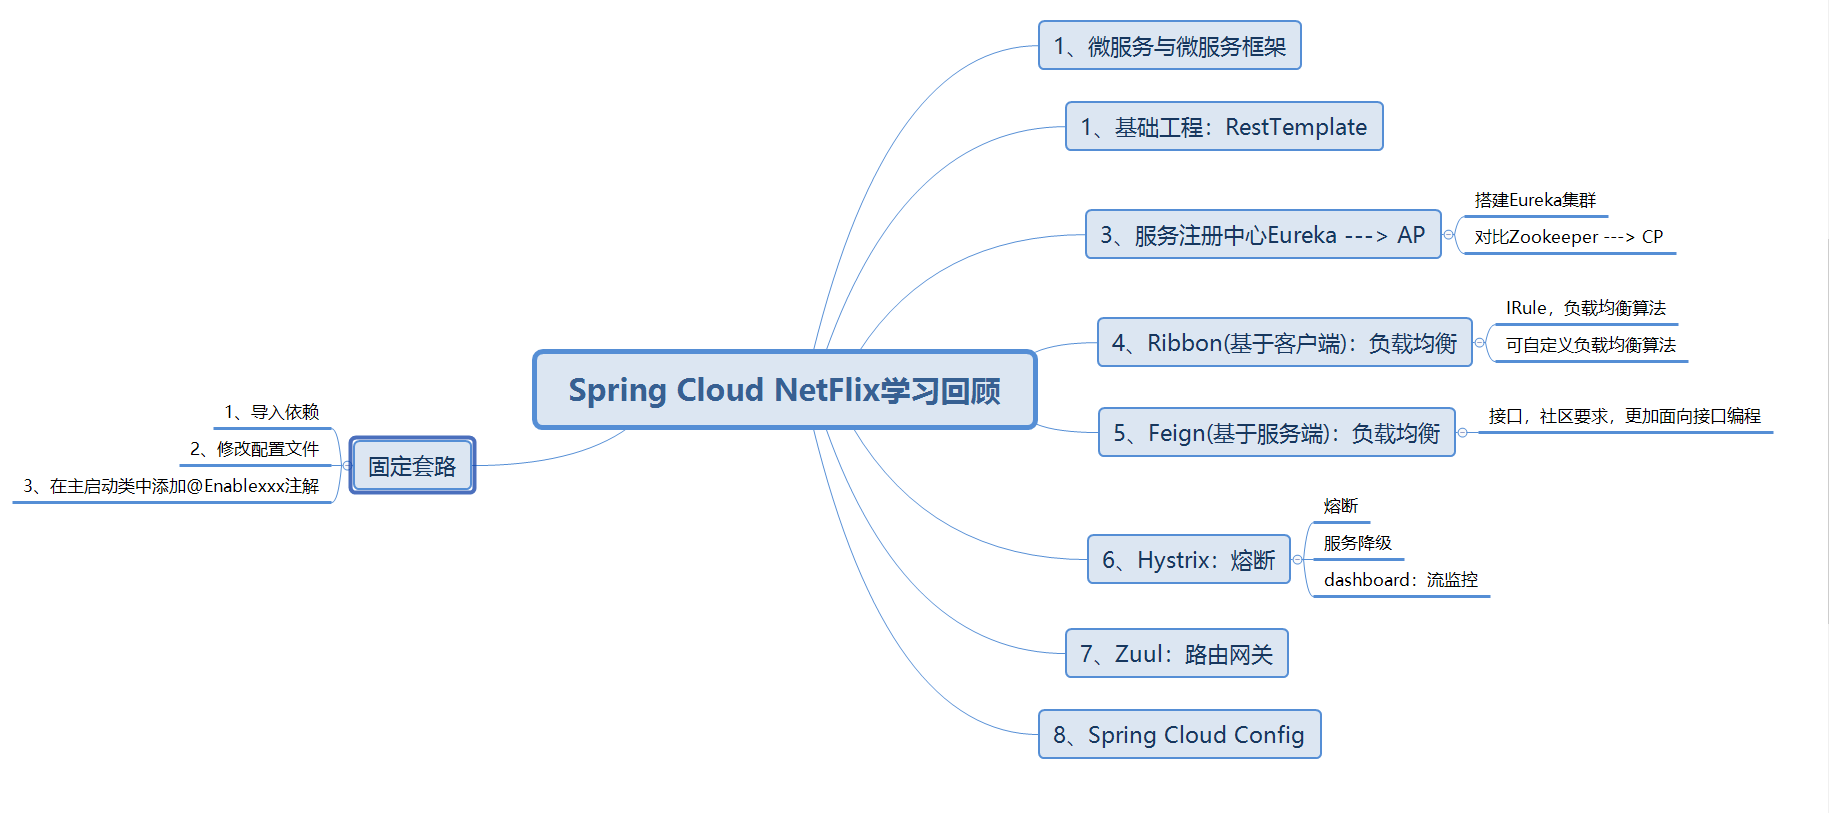 Spring Cloud NetFlix学习回顾
1、微服务与微服务框架
1、基础工程：RestTemplate
3、服务注册中心Eureka ---> AP
搭建Eureka集群
对比Zookeeper ---> CP
4、Ribbon(基于客户端)：负载均衡
IRule，负载均衡算法
可自定义负载均衡算法
5、Feign(基于服务端)：负载均衡
接口，社区要求，更加面向接口编程
6、Hystrix：熔断
熔断
服务降级
dashboard：流监控
7、Zuul：路由网关
8、Spring Cloud Config
固定套路
1、导入依赖
2、修改配置文件
3、在主启动类中添加@Enablexxx注解